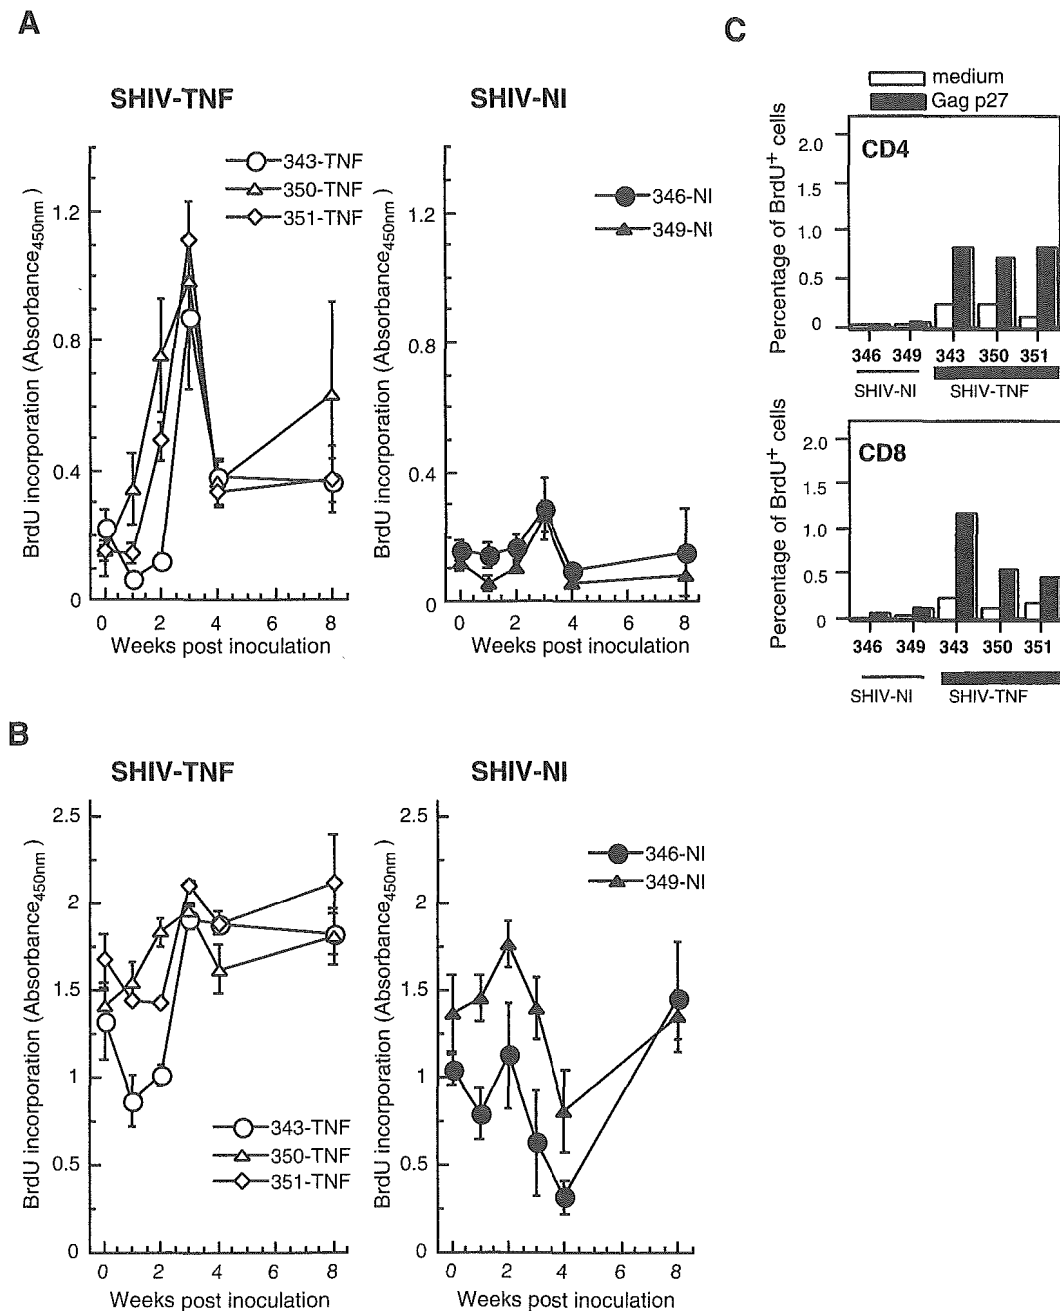 A
SHIV-TNF
343-TNF
350-TNF
351-TNF
BrdU incorporation (Absorbance450nm )
1.2
0.8
0.4
0
0 2 4 6 8
Weeks post inoculation
SHIV-NI
346-NI
349-NI
BrdU incorporation (Absorbance450nm )
1.2
0.8
0.4
0
0 2 4 6 8
Weeks post inoculation
B
SHIV-TNF
BrdU incorporation (Absorbance450nm )
2.5
2
1.5
1
0.5
0
343-TNF
350-TNF
351-TNF
0 2 4 6 8
Weeks post inoculation
SHIV-NI
346-NI
349-NI
BrdU incorporation (Absorbance450nm )
2.5
2
1.5
1
0.5
0
0 2 4 6 8
Weeks post inoculation
C
medium
Gag p27
CD4
Percentage of BrdU+ cells
2.0
1.5
1.0
0.5
0
346 349 343 350 351
SHIV-NI SHIV-TNF
CD8
Percentage of BrdU+ cells
2.0
1.5
1.0
0.5
0
346 349 343 350 351
SHIV-NI SHIV-TNF